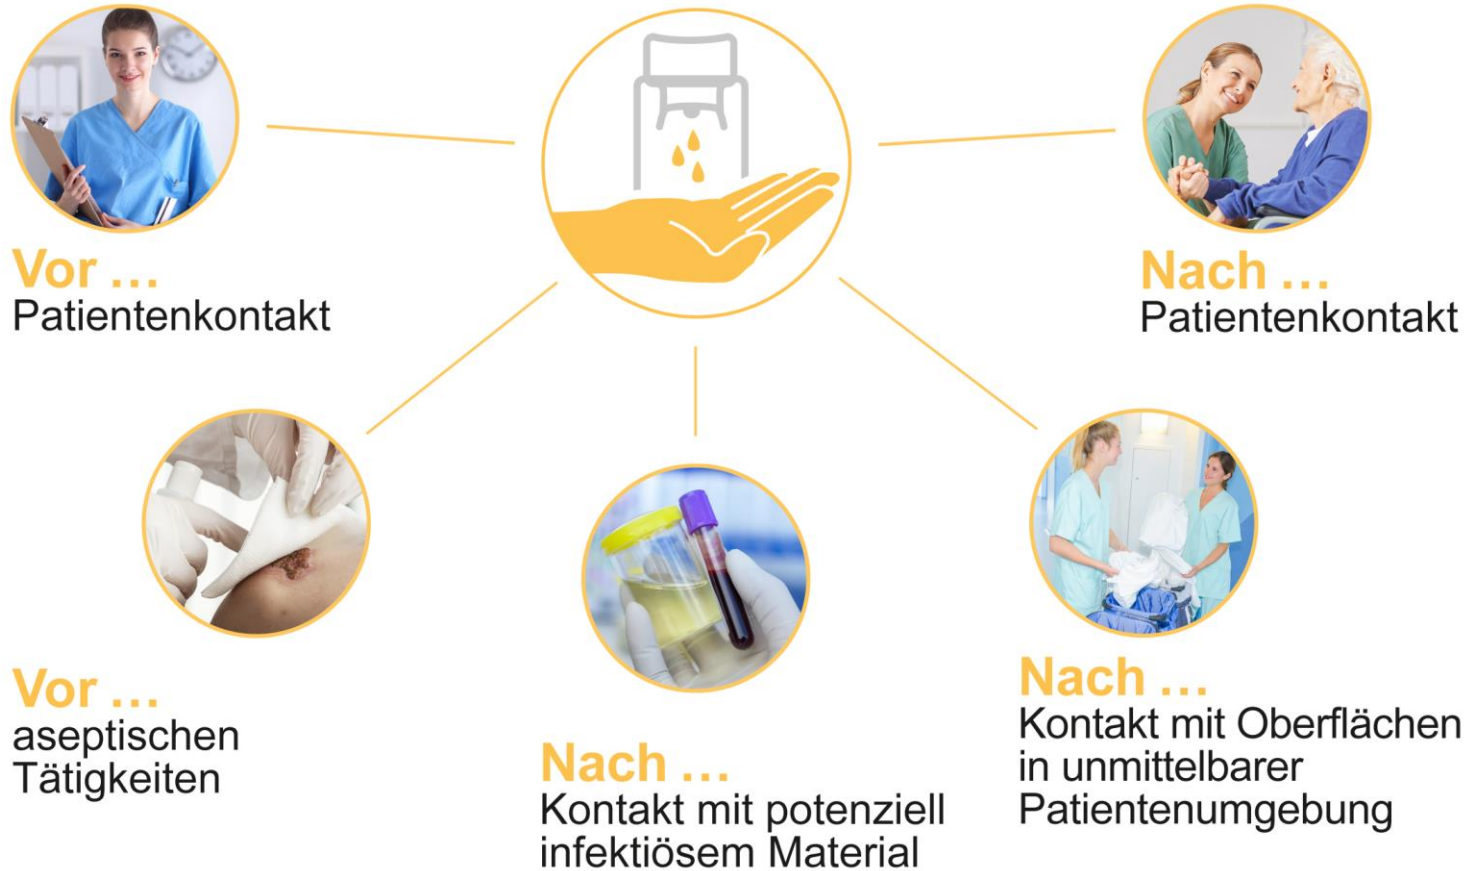 Vor ...
Patientenkontakt
Nach ...
Patientenkontakt
Vor ...
aseptischen
Tätigkeiten
Nach ...
Kontakt mit potenziell
infektiösem Material
Nach ...
Kontakt mit Oberflächen
in unmittelbarer
Patientenumgebung